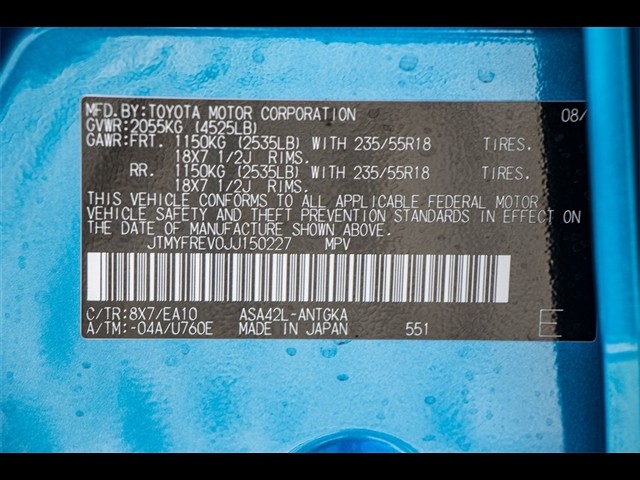 MFD.BY:TOYOTA MOTOR CORPORATION 08/
GVWR:2055KG (4525LB)
GAWR:FRT. 1150KG (2535LB) WITH 235/55R18 TIRES.
18X7 1/2J RIMS.
RR. 1150KG (2535LB) WITH 235/55R18 TIRES.
18X7 1/2J RIMS.
THIS VEHICLE CONFORMS TO ALL APPLICABLE FEDERAL MOTOR
VEHICLE SAFETY AND THEFT PREVENTION STANDARDS IN EFFECT ON
THE DATE OF MANUFACTURE SHOWN ABOVE.
JTMYFREV0JJ150227 MPV
C/TR:8X7/EA10 ASA42L-ANTGKA
A/TM:-04A/U760E MADE IN JAPAN 551 E